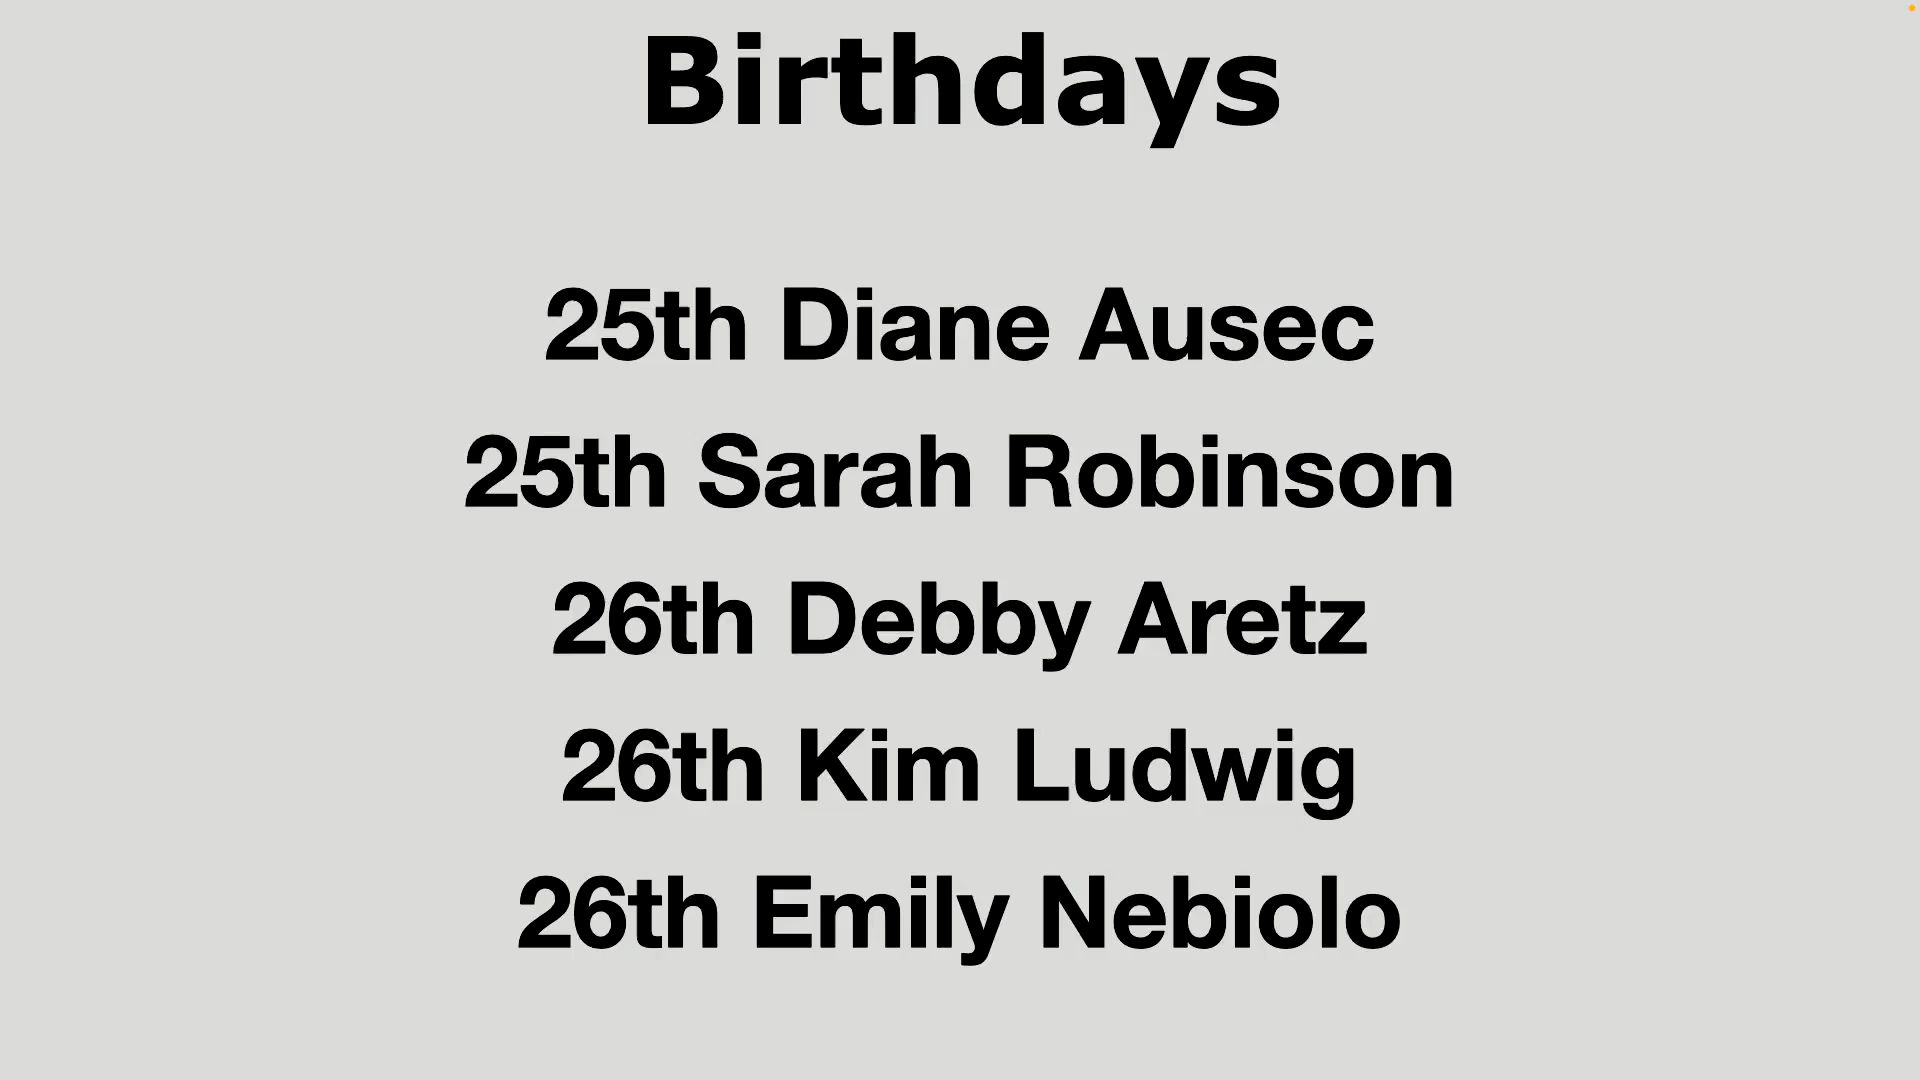 Birthdays
25th Diane Ausec
25th Sarah Robinson
26th Debby Aretz
26th Kim Ludwig
26th Emily Nebiolo